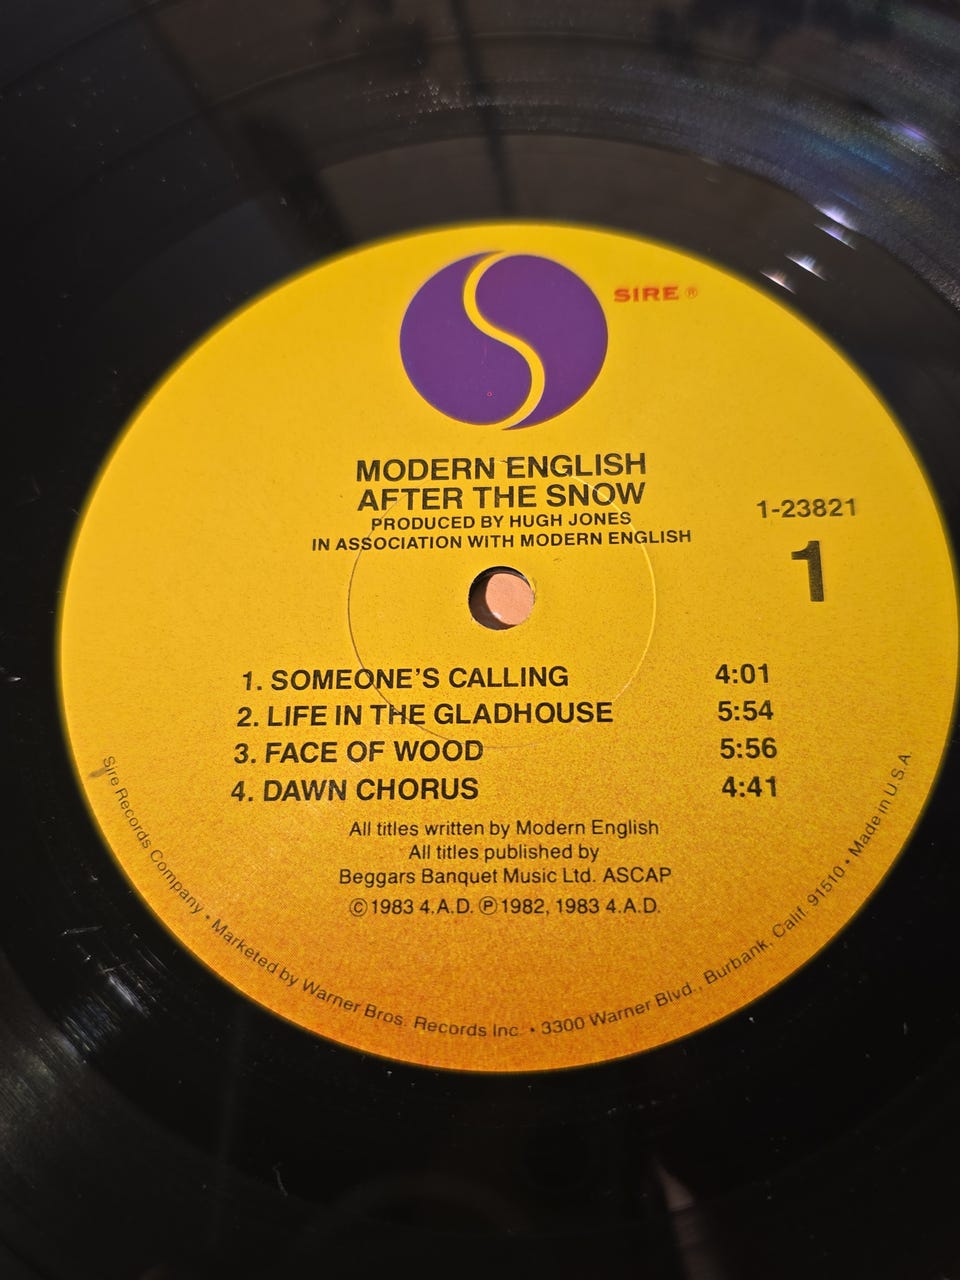 SIRE ®
MODERN ENGLISH
AFTER THE SNOW
PRODUCED BY HUGH JONES
IN ASSOCIATION WITH MODERN ENGLISH
1-23821
1
1. SOMEONE'S CALLING 4:01
2. LIFE IN THE GLADHOUSE 5:54
3. FACE OF WOOD 5:56
4. DAWN CHORUS 4:41
All titles written by Modern English
All titles published by
Beggars Banquet Music Ltd. ASCAP
©1983 4.A.D. ℗1982, 1983 4.A.D.
Sire Records Company • Marketed by Warner Bros. Records Inc. • 3300 Warner Blvd., Burbank, Calif. 91510 • Made in U.S.A